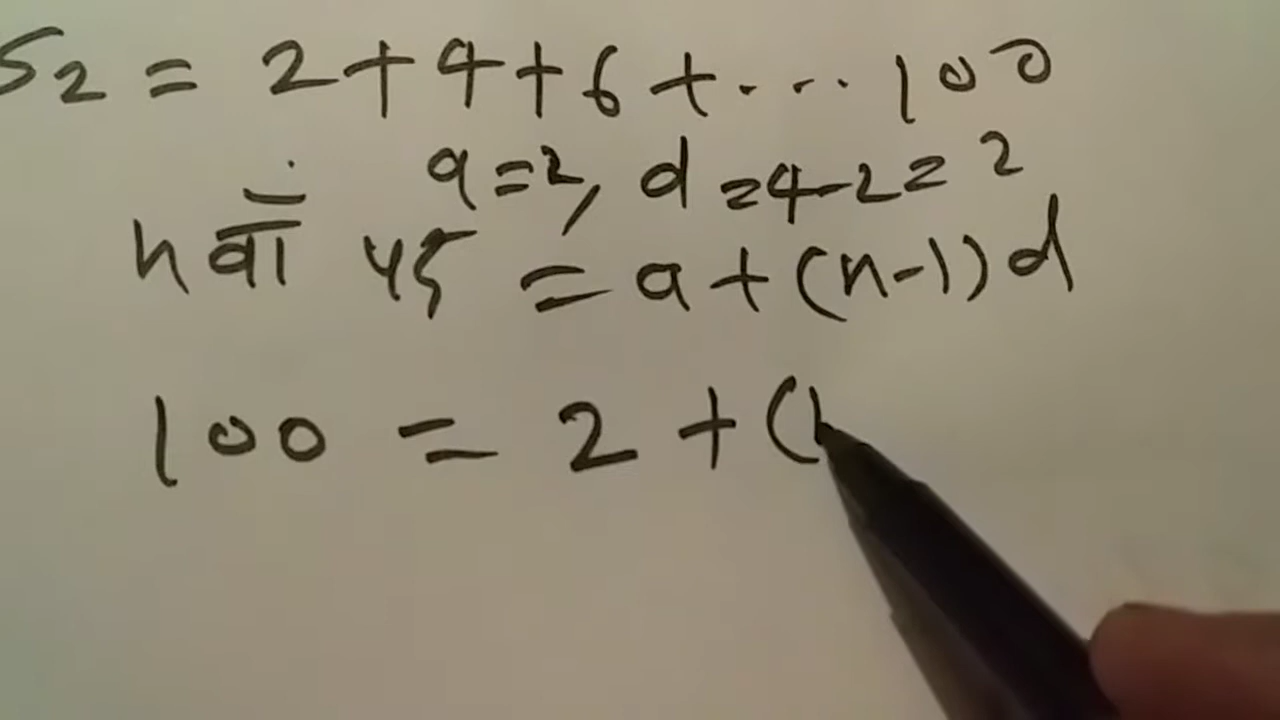 S2 = 2+4+6+... 100
a=2, d=4-2=2
n वां पद = a+(n-1)d
100 = 2+(